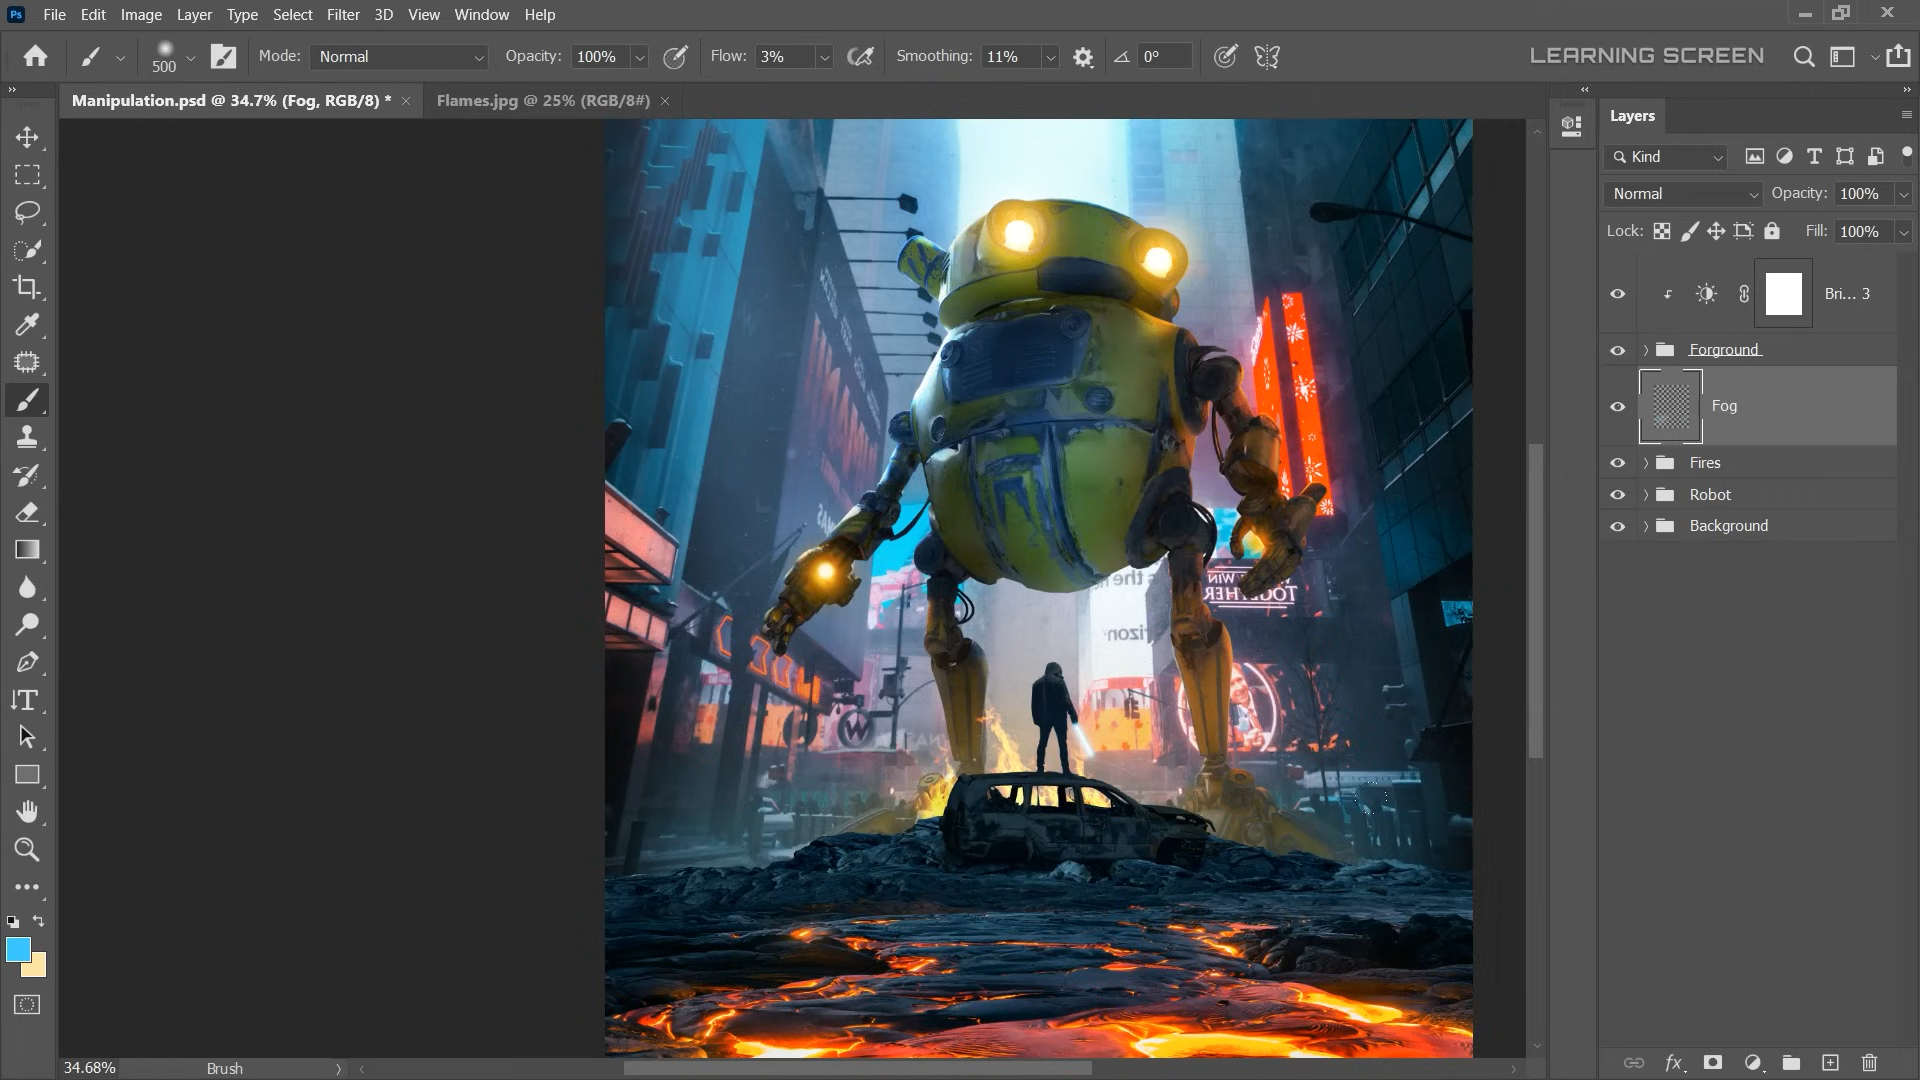 Ps File Edit Image Layer Type Select Filter 3D View Window Help
500 Mode: Normal Opacity: 100% Flow: 3% Smoothing: 11% 0° LEARNING SCREEN
Manipulation.psd @ 34.7% (Fog, RGB/8) * Flames.jpg @ 25% (RGB/8#)
Layers
Kind
Normal Opacity: 100%
Lock: Fill: 100%
Bri... 3
Forground
Fog
Fires
Robot
Background
34.68% Brush